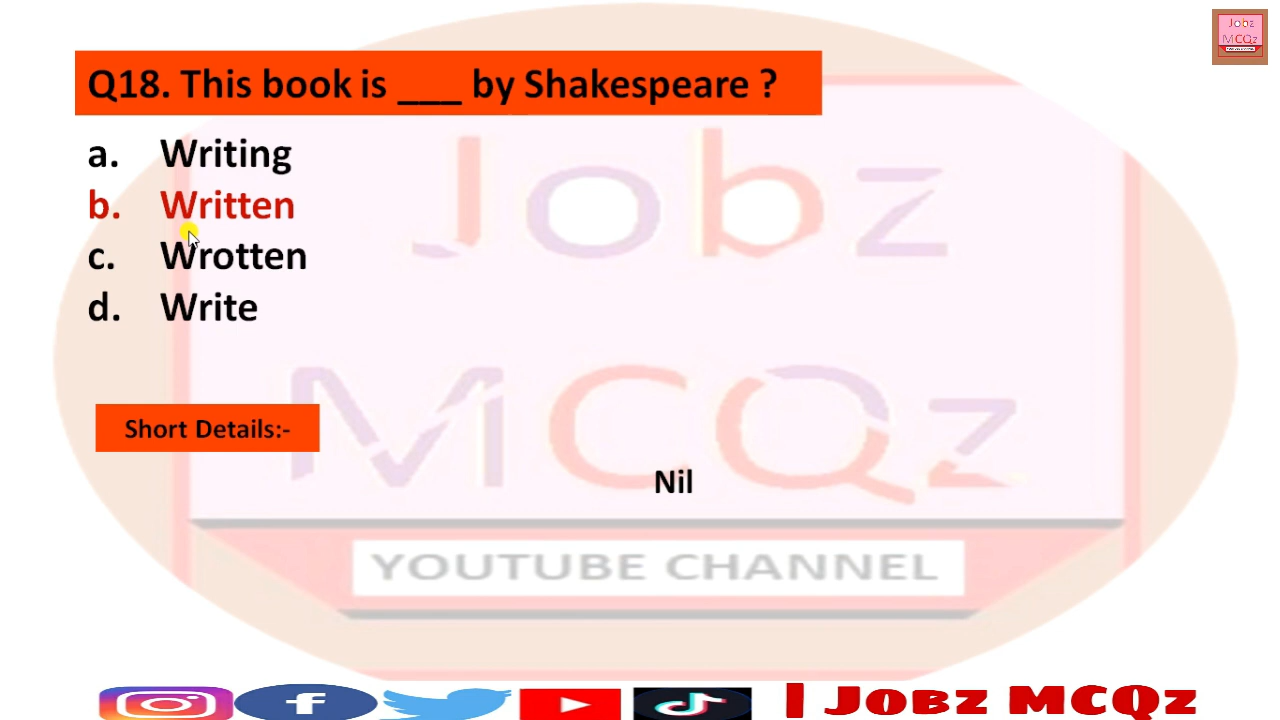 Jobz
MCQz
Q18. This book is ___ by Shakespeare ?
a. Writing
b. Written
c. Wrotten
d. Write
Short Details:-
Nil
Jobz
MCQz
YOUTUBE CHANNEL
| Jobz MCQz